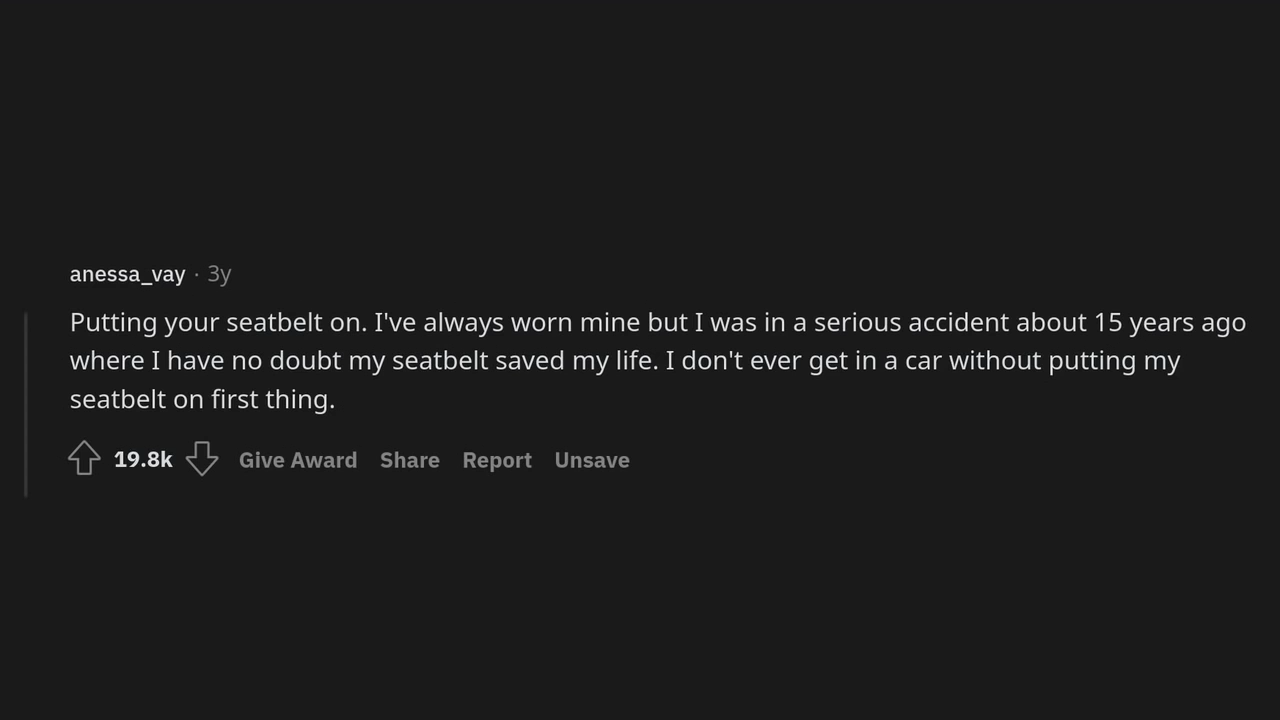 anessa_vay · 3y
Putting your seatbelt on. I've always worn mine but I was in a serious accident about 15 years ago
where I have no doubt my seatbelt saved my life. I don't ever get in a car without putting my
seatbelt on first thing.
19.8k Give Award Share Report Unsave